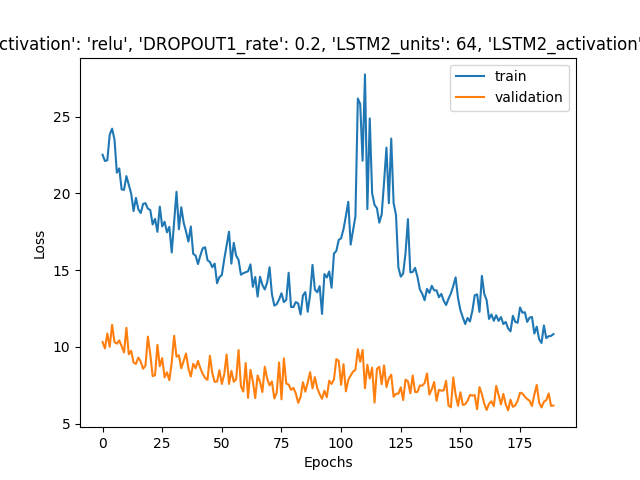 ctivation': 'relu', 'DROPOUT1_rate': 0.2, 'LSTM2_units': 64, 'LSTM2_activation'
train
validation
Loss
25
20
15
10
5
0
25
50
75
100
125
150
175
Epochs